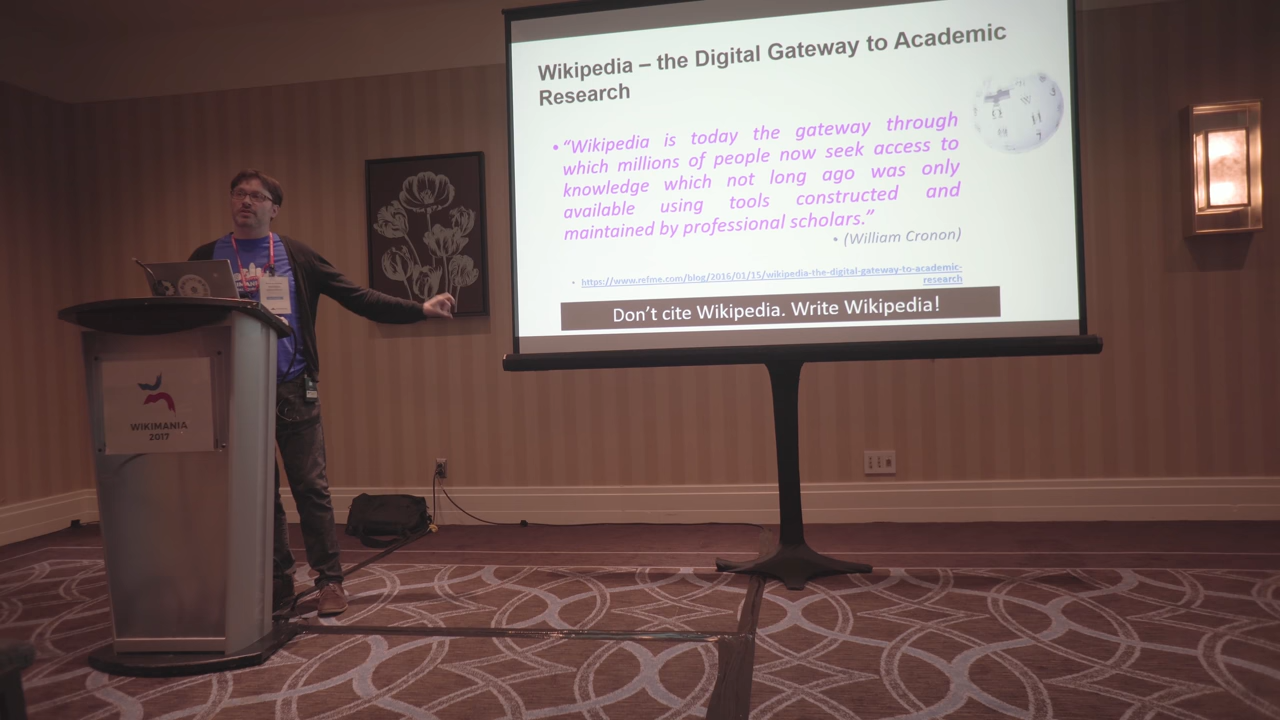 Wikipedia – the Digital Gateway to Academic
Research
• “Wikipedia is today the gateway through
which millions of people now seek access to
knowledge which not long ago was only
available using tools constructed and
maintained by professional scholars.”
• (William Cronon)
• https://www.refme.com/blog/2016/01/15/wikipedia-the-digital-gateway-to-academic-
research
Don’t cite Wikipedia. Write Wikipedia!
WIKIMANIA
2017